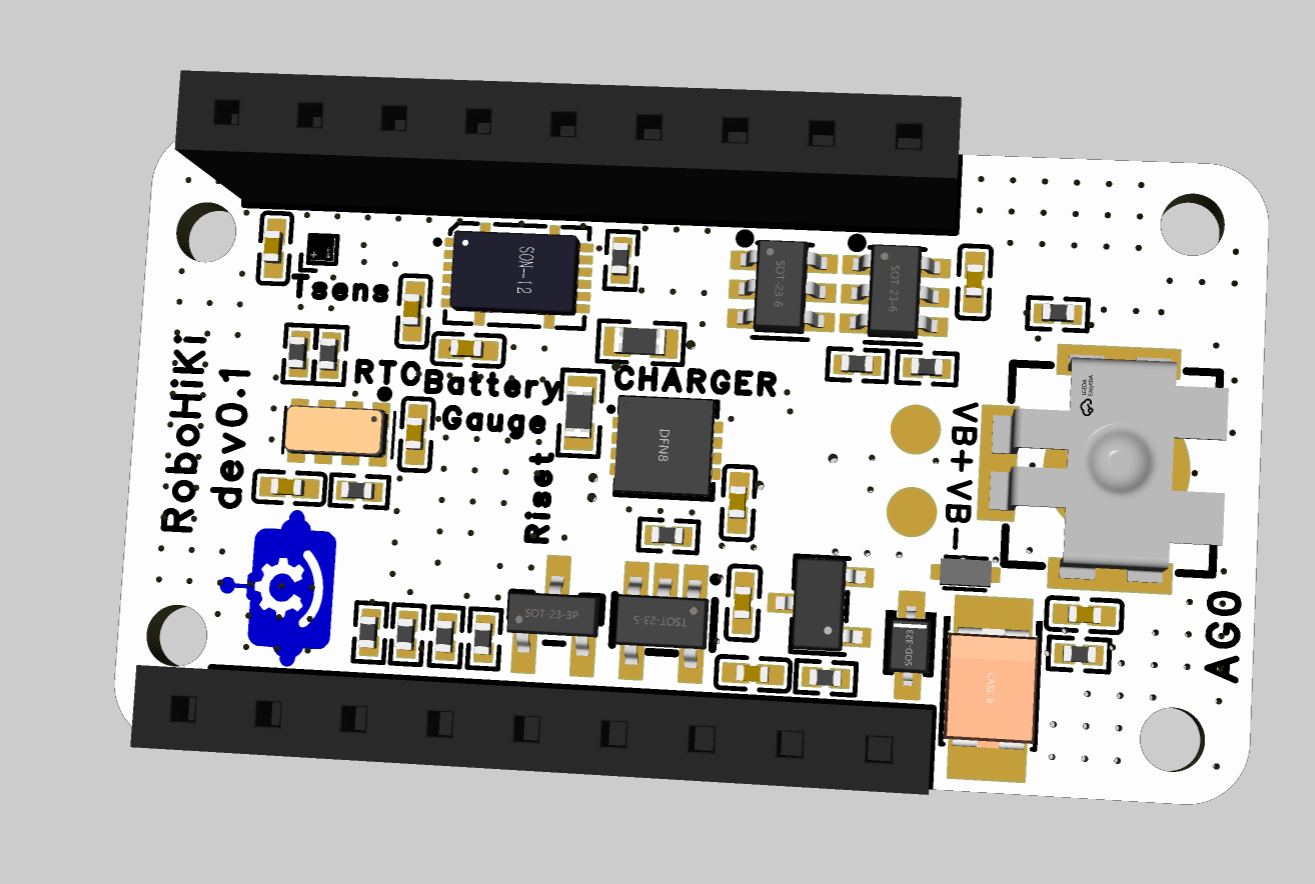 SON-12
SOT-23-6
SOT-23-6
Tsens
RTC
Battery
Gauge
CHARGER
RoboHiKi
dev0.1
DFN8
Riset
VB+ VB-
SOT-23-3P
TSOT-23-5
SOD-323
CASE-B
AGO